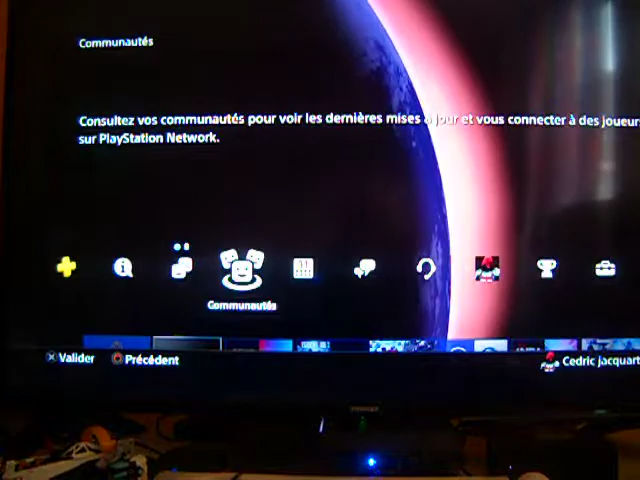 Communautés
Consultez vos communautés pour voir les dernières mises à jour et vous connecter à des joueurs
sur PlayStation Network.
Communautés
Valider
Précédent
Cedric jacquart